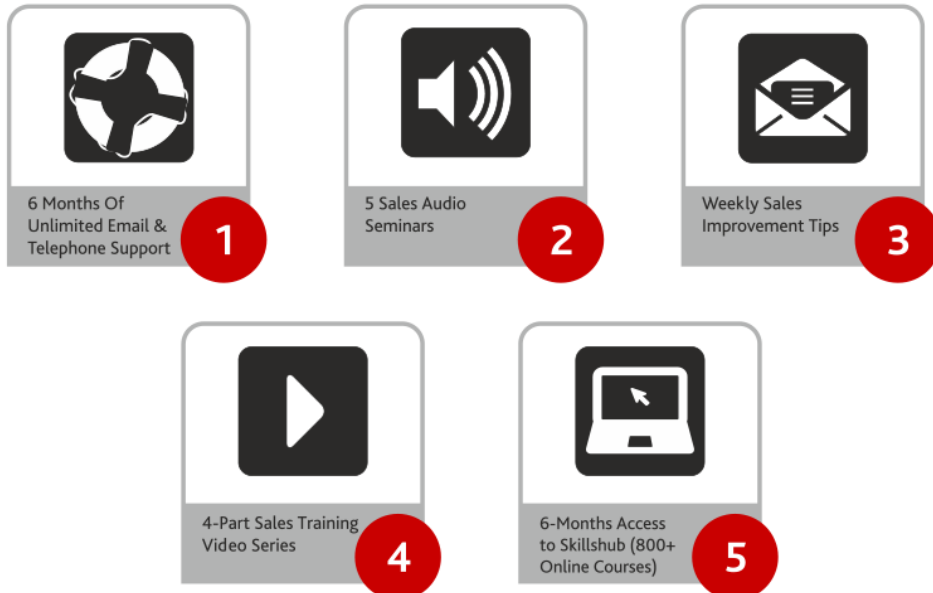 6 Months Of
Unlimited Email &
Telephone Support
1
5 Sales Audio
Seminars
2
Weekly Sales
Improvement Tips
3
4-Part Sales Training
Video Series
4
6-Months Access
to Skillshub (800+
Online Courses)
5